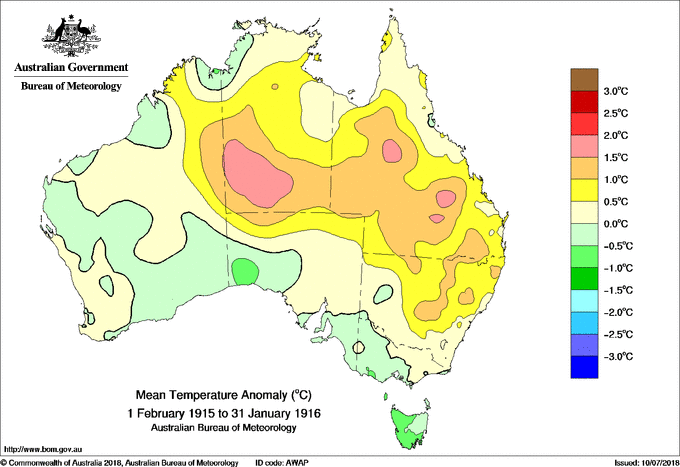 Australian Government
Bureau of Meteorology
3.0°C
2.5°C
2.0°C
1.5°C
1.0°C
0.5°C
0.0°C
-0.5°C
-1.0°C
-1.5°C
-2.0°C
-2.5°C
-3.0°C
Mean Temperature Anomaly (°C)
1 February 1915 to 31 January 1916
Australian Bureau of Meteorology
http://www.bom.gov.au
© Commonwealth of Australia 2018, Australian Bureau of Meteorology ID code: AWAP Issued: 10/07/2018